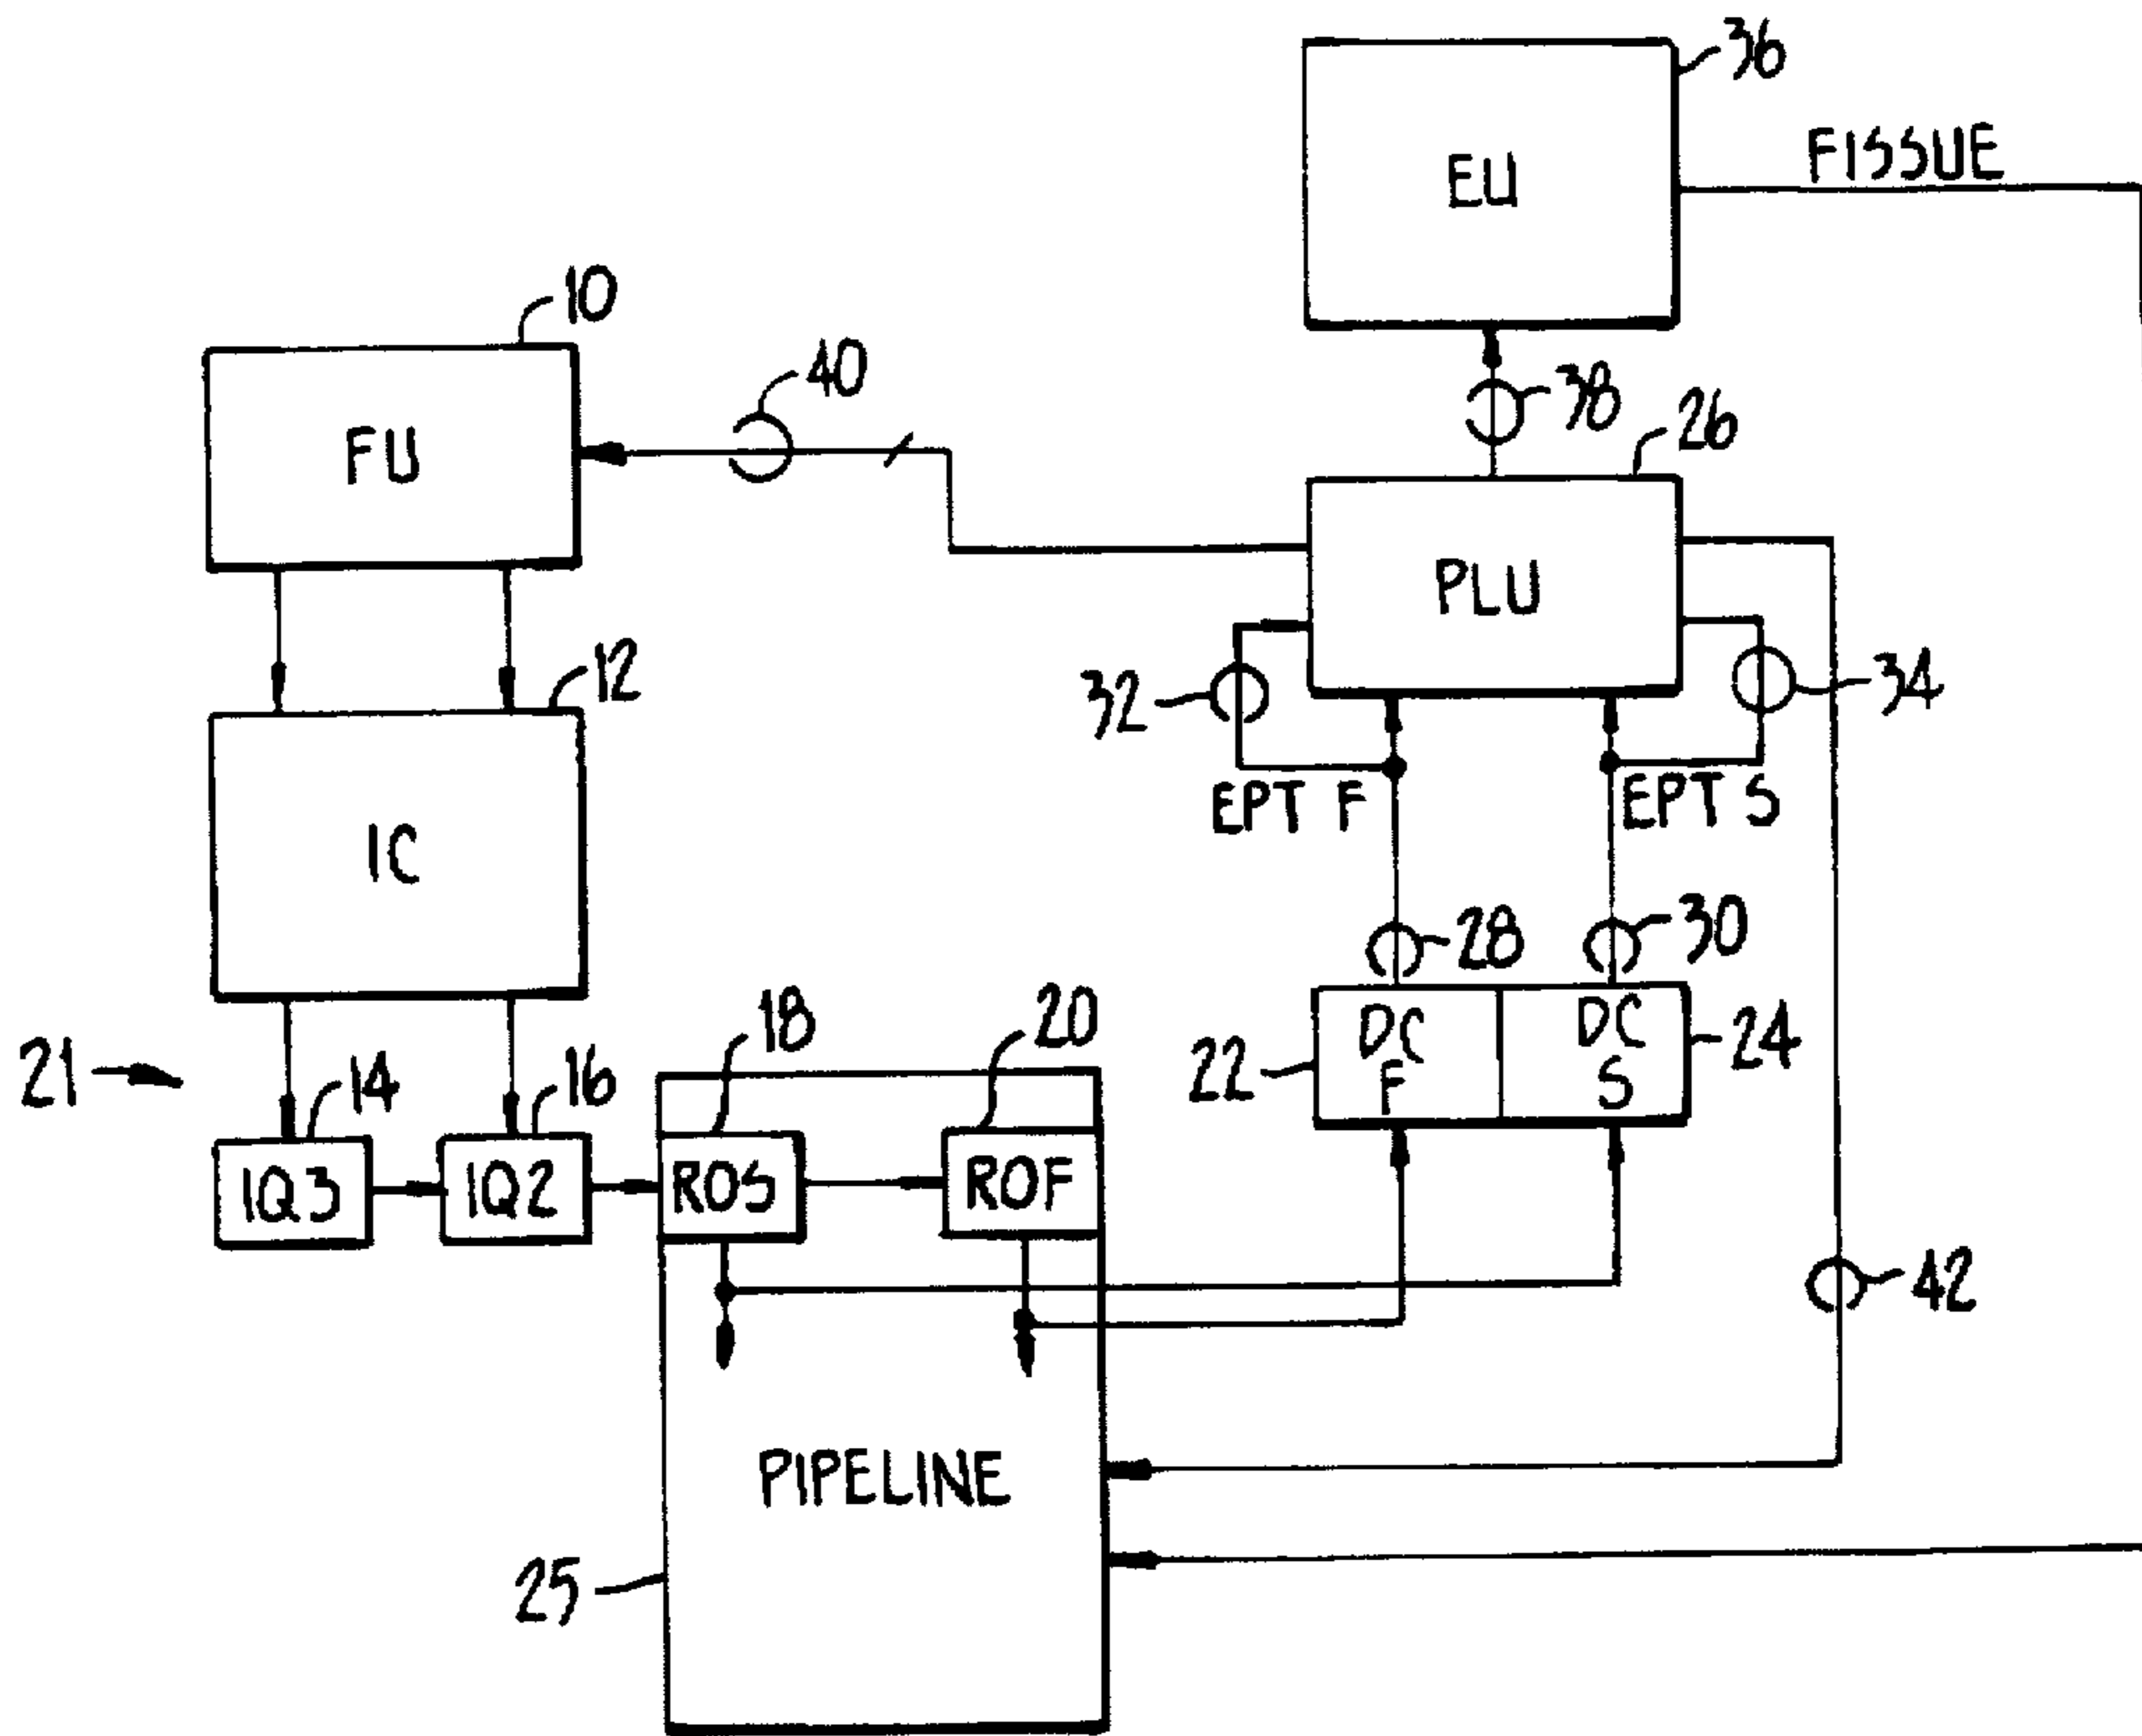 36
EU
FISSUE
10
40
38
26
FU
PLU
12
32
34
EPT F
EPT S
IC
28
30
18
20
22
DC F
DC S
24
21
14
16
IQ3
IQ2
ROS
ROF
42
PIPELINE
25